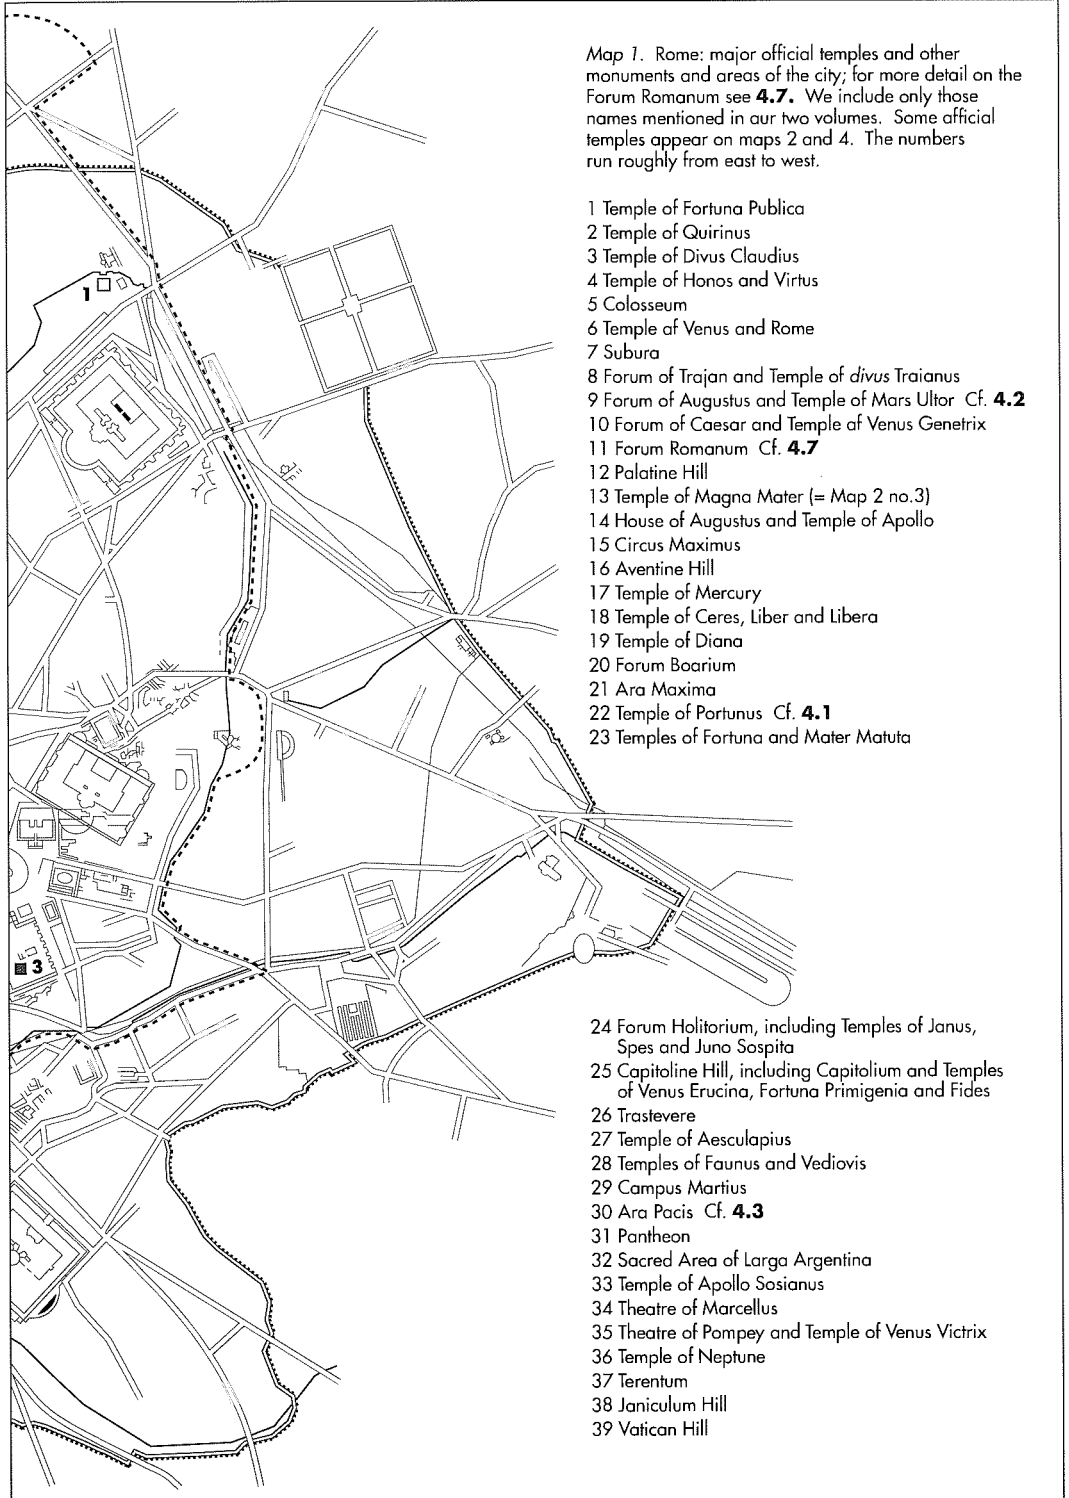 Map 1. Rome: major official temples and other
monuments and areas of the city; for more detail on the
Forum Romanum see 4.7. We include only those
names mentioned in our two volumes. Some official
temples appear on maps 2 and 4. The numbers
run roughly from east to west.
1 Temple of Fortuna Publica
2 Temple of Quirinus
3 Temple of Divus Claudius
4 Temple of Honos and Virtus
5 Colosseum
6 Temple of Venus and Rome
7 Subura
8 Forum of Trajan and Temple of divus Traianus
9 Forum of Augustus and Temple of Mars Ultor Cf. 4.2
10 Forum of Caesar and Temple of Venus Genetrix
11 Forum Romanum Cf. 4.7
12 Palatine Hill
13 Temple of Magna Mater (= Map 2 no.3)
14 House of Augustus and Temple of Apollo
15 Circus Maximus
16 Aventine Hill
17 Temple of Mercury
18 Temple of Ceres, Liber and Libera
19 Temple of Diana
20 Forum Boarium
21 Ara Maxima
22 Temple of Portunus Cf. 4.1
23 Temples of Fortuna and Mater Matuta
24 Forum Holitorium, including Temples of Janus,
Spes and Juno Sospita
25 Capitoline Hill, including Capitolium and Temples
of Venus Erucina, Fortuna Primigenia and Fides
26 Trastevere
27 Temple of Aesculapius
28 Temples of Faunus and Vediovis
29 Campus Martius
30 Ara Pacis Cf. 4.3
31 Pantheon
32 Sacred Area of Largo Argentina
33 Temple of Apollo Sosianus
34 Theatre of Marcellus
35 Theatre of Pompey and Temple of Venus Victrix
36 Temple of Neptune
37 Terentum
38 Janiculum Hill
39 Vatican Hill
1
3